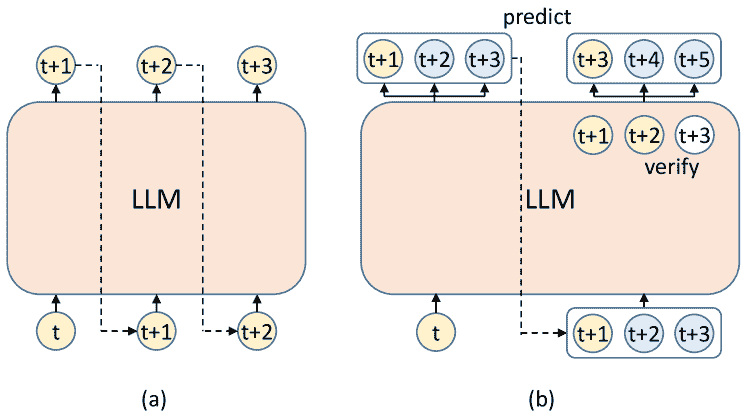 predict
t+1 t+2 t+3
t+1 t+2 t+3 t+3 t+4 t+5
t+1 t+2 t+3
verify
LLM
LLM
t t+1 t+2
t t+1 t+2 t+3
(a)
(b)